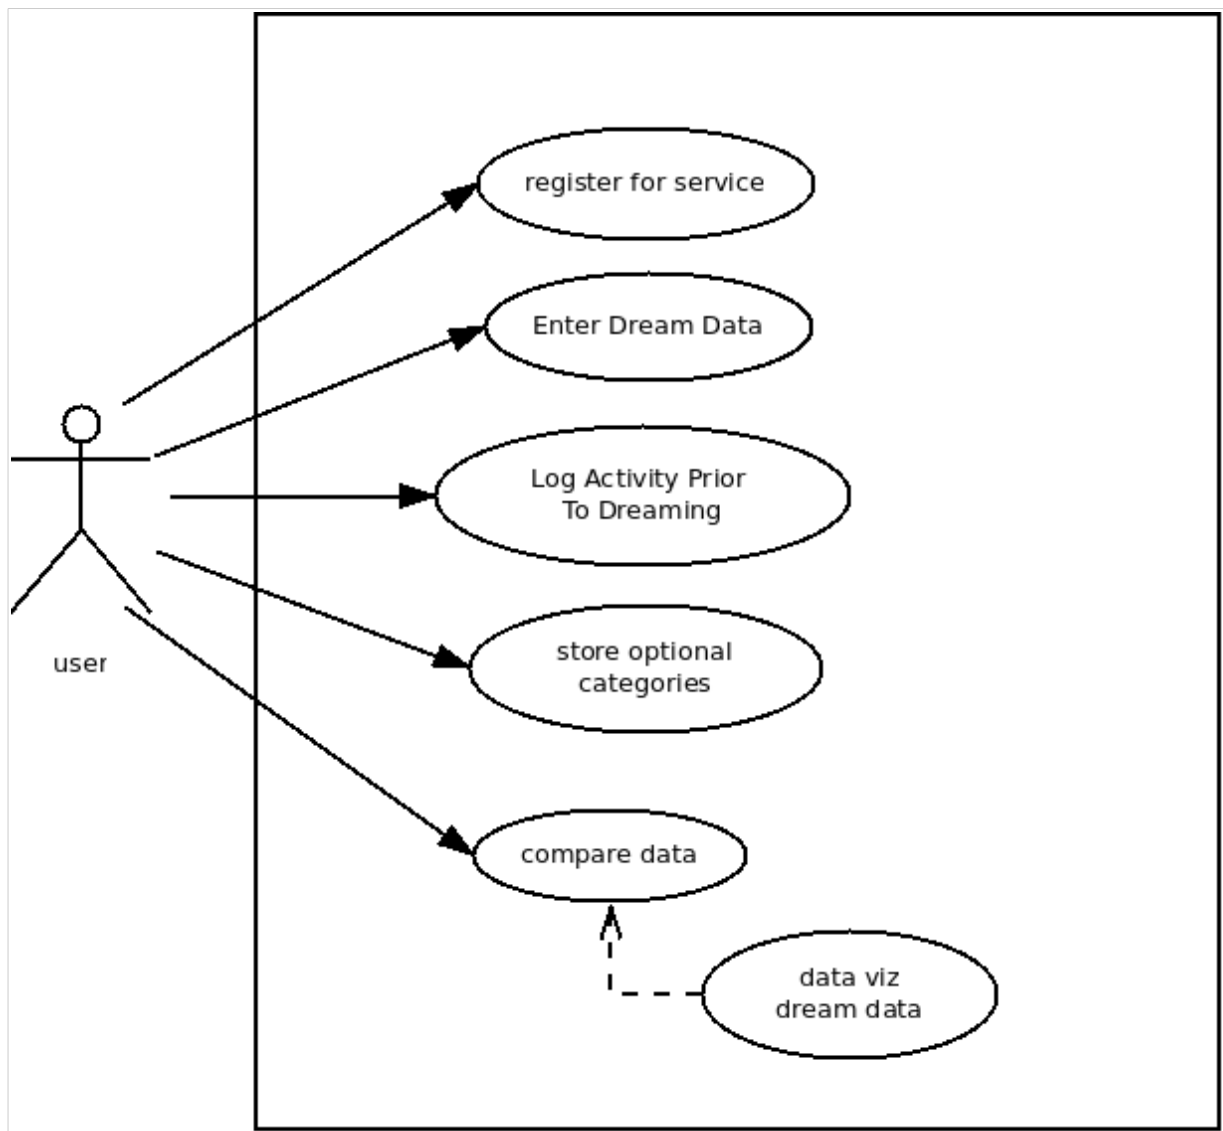 register for service
Enter Dream Data
Log Activity Prior
To Dreaming
store optional
categories
user
compare data
data viz
dream data